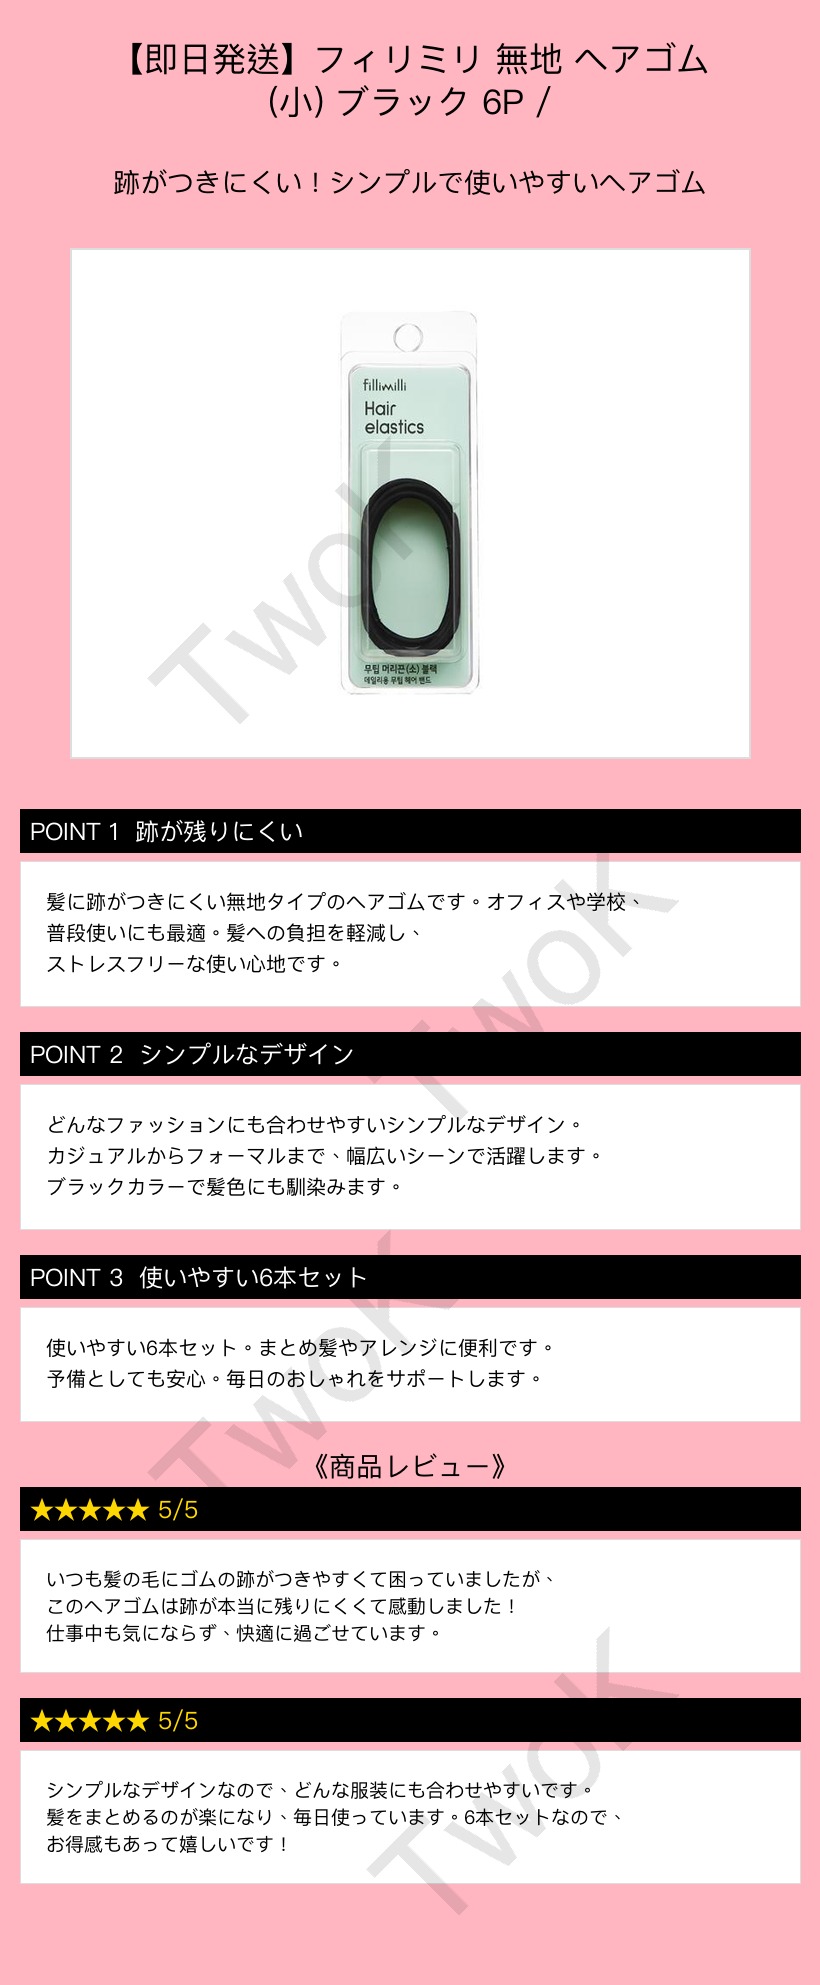 【即日発送】フィリミリ 無地 ヘアゴム
(小) ブラック 6P /
跡がつきにくい！シンプルで使いやすいヘアゴム
fillimilli
Hair
elastics
무팁 머리끈(소) 블랙
데일리용 무팁 헤어 밴드
TwoK
POINT 1 跡が残りにくい
髪に跡がつきにくい無地タイプのヘアゴムです。オフィスや学校、
普段使いにも最適。髪への負担を軽減し、
ストレスフリーな使い心地です。
TwoK
POINT 2 シンプルなデザイン
どんなファッションにも合わせやすいシンプルなデザイン。
カジュアルからフォーマルまで、幅広いシーンで活躍します。
ブラックカラーで髪色にも馴染みます。
POINT 3 使いやすい6本セット
使いやすい6本セット。まとめ髪やアレンジに便利です。
予備としても安心。毎日のおしゃれをサポートします。
TwoK
《商品レビュー》
★★★★★ 5/5
いつも髪の毛にゴムの跡がつきやすくて困っていましたが、
このヘアゴムは跡が本当に残りにくくて感動しました！
仕事中も気にならず、快適に過ごせています。
★★★★★ 5/5
シンプルなデザインなので、どんな服装にも合わせやすいです。
髪をまとめるのが楽になり、毎日使っています。6本セットなので、
お得感もあって嬉しいです！
TwoK